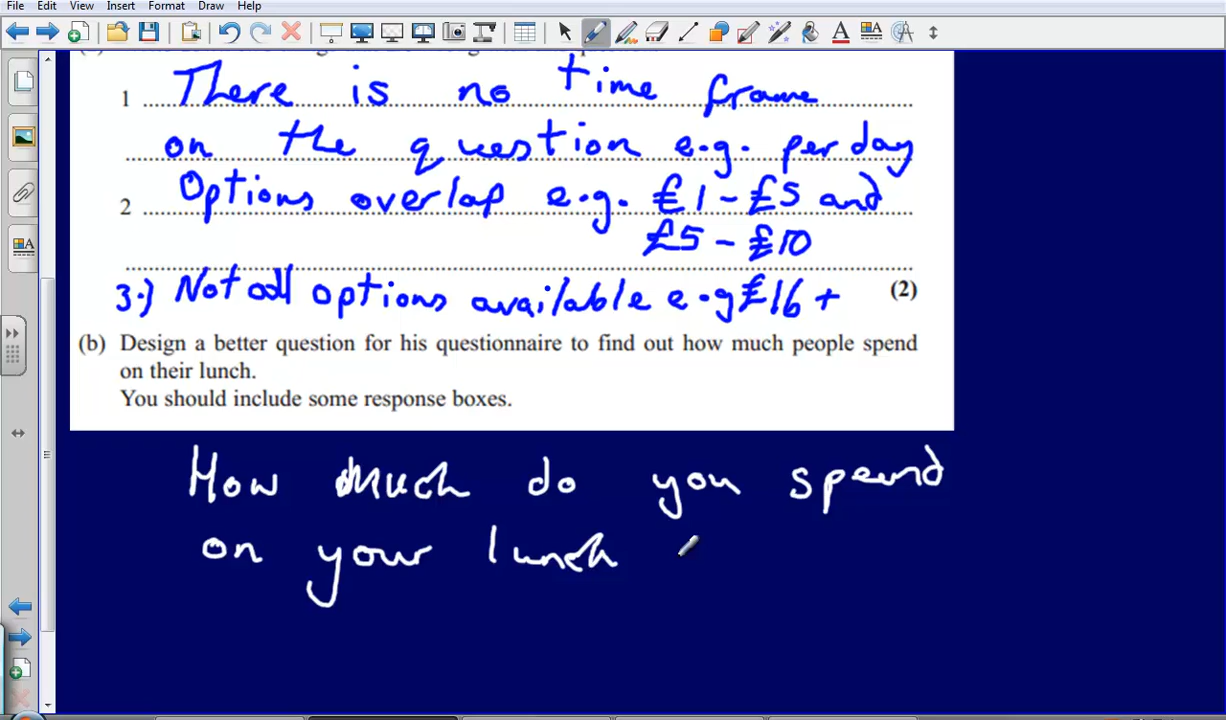 File Edit View Insert Format Draw Help
1 There is no time frame
on the question e.g. per day
2 Options overlap e.g. £1 - £5 and
£5 - £10
3.) Not all options available e.g £16 + (2)
(b) Design a better question for his questionnaire to find out how much people spend
on their lunch.
You should include some response boxes.
How much do you spend
on your lunch